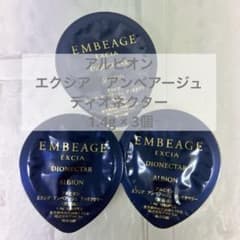 アルビオン
エクシア　アンベアージュ
ディオネクター
1.4g×3個
EMBEAGE
EXCIA
EMBEAGE
EXCIA
DIONECTAR
ALBION
EMBEAGE
EXCIA
DIONECTAR
ALBION